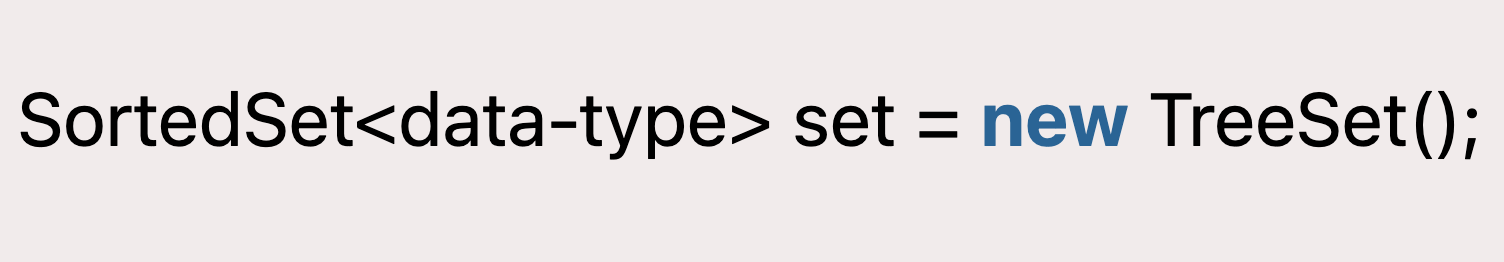 SortedSet<data-type> set = new TreeSet();